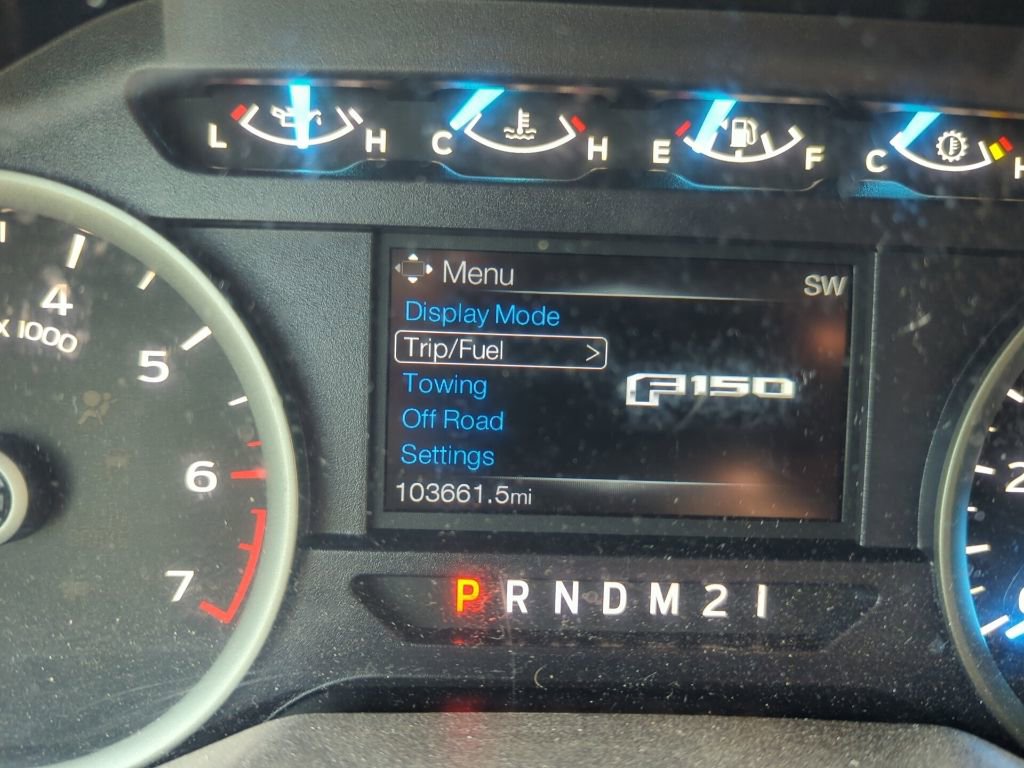 L H C H E F C H
Menu SW
Display Mode
Trip/Fuel >
Towing
Off Road
Settings
F150
103661.5mi
4
x 1000
5
6
7
P R N D M 2 1
2